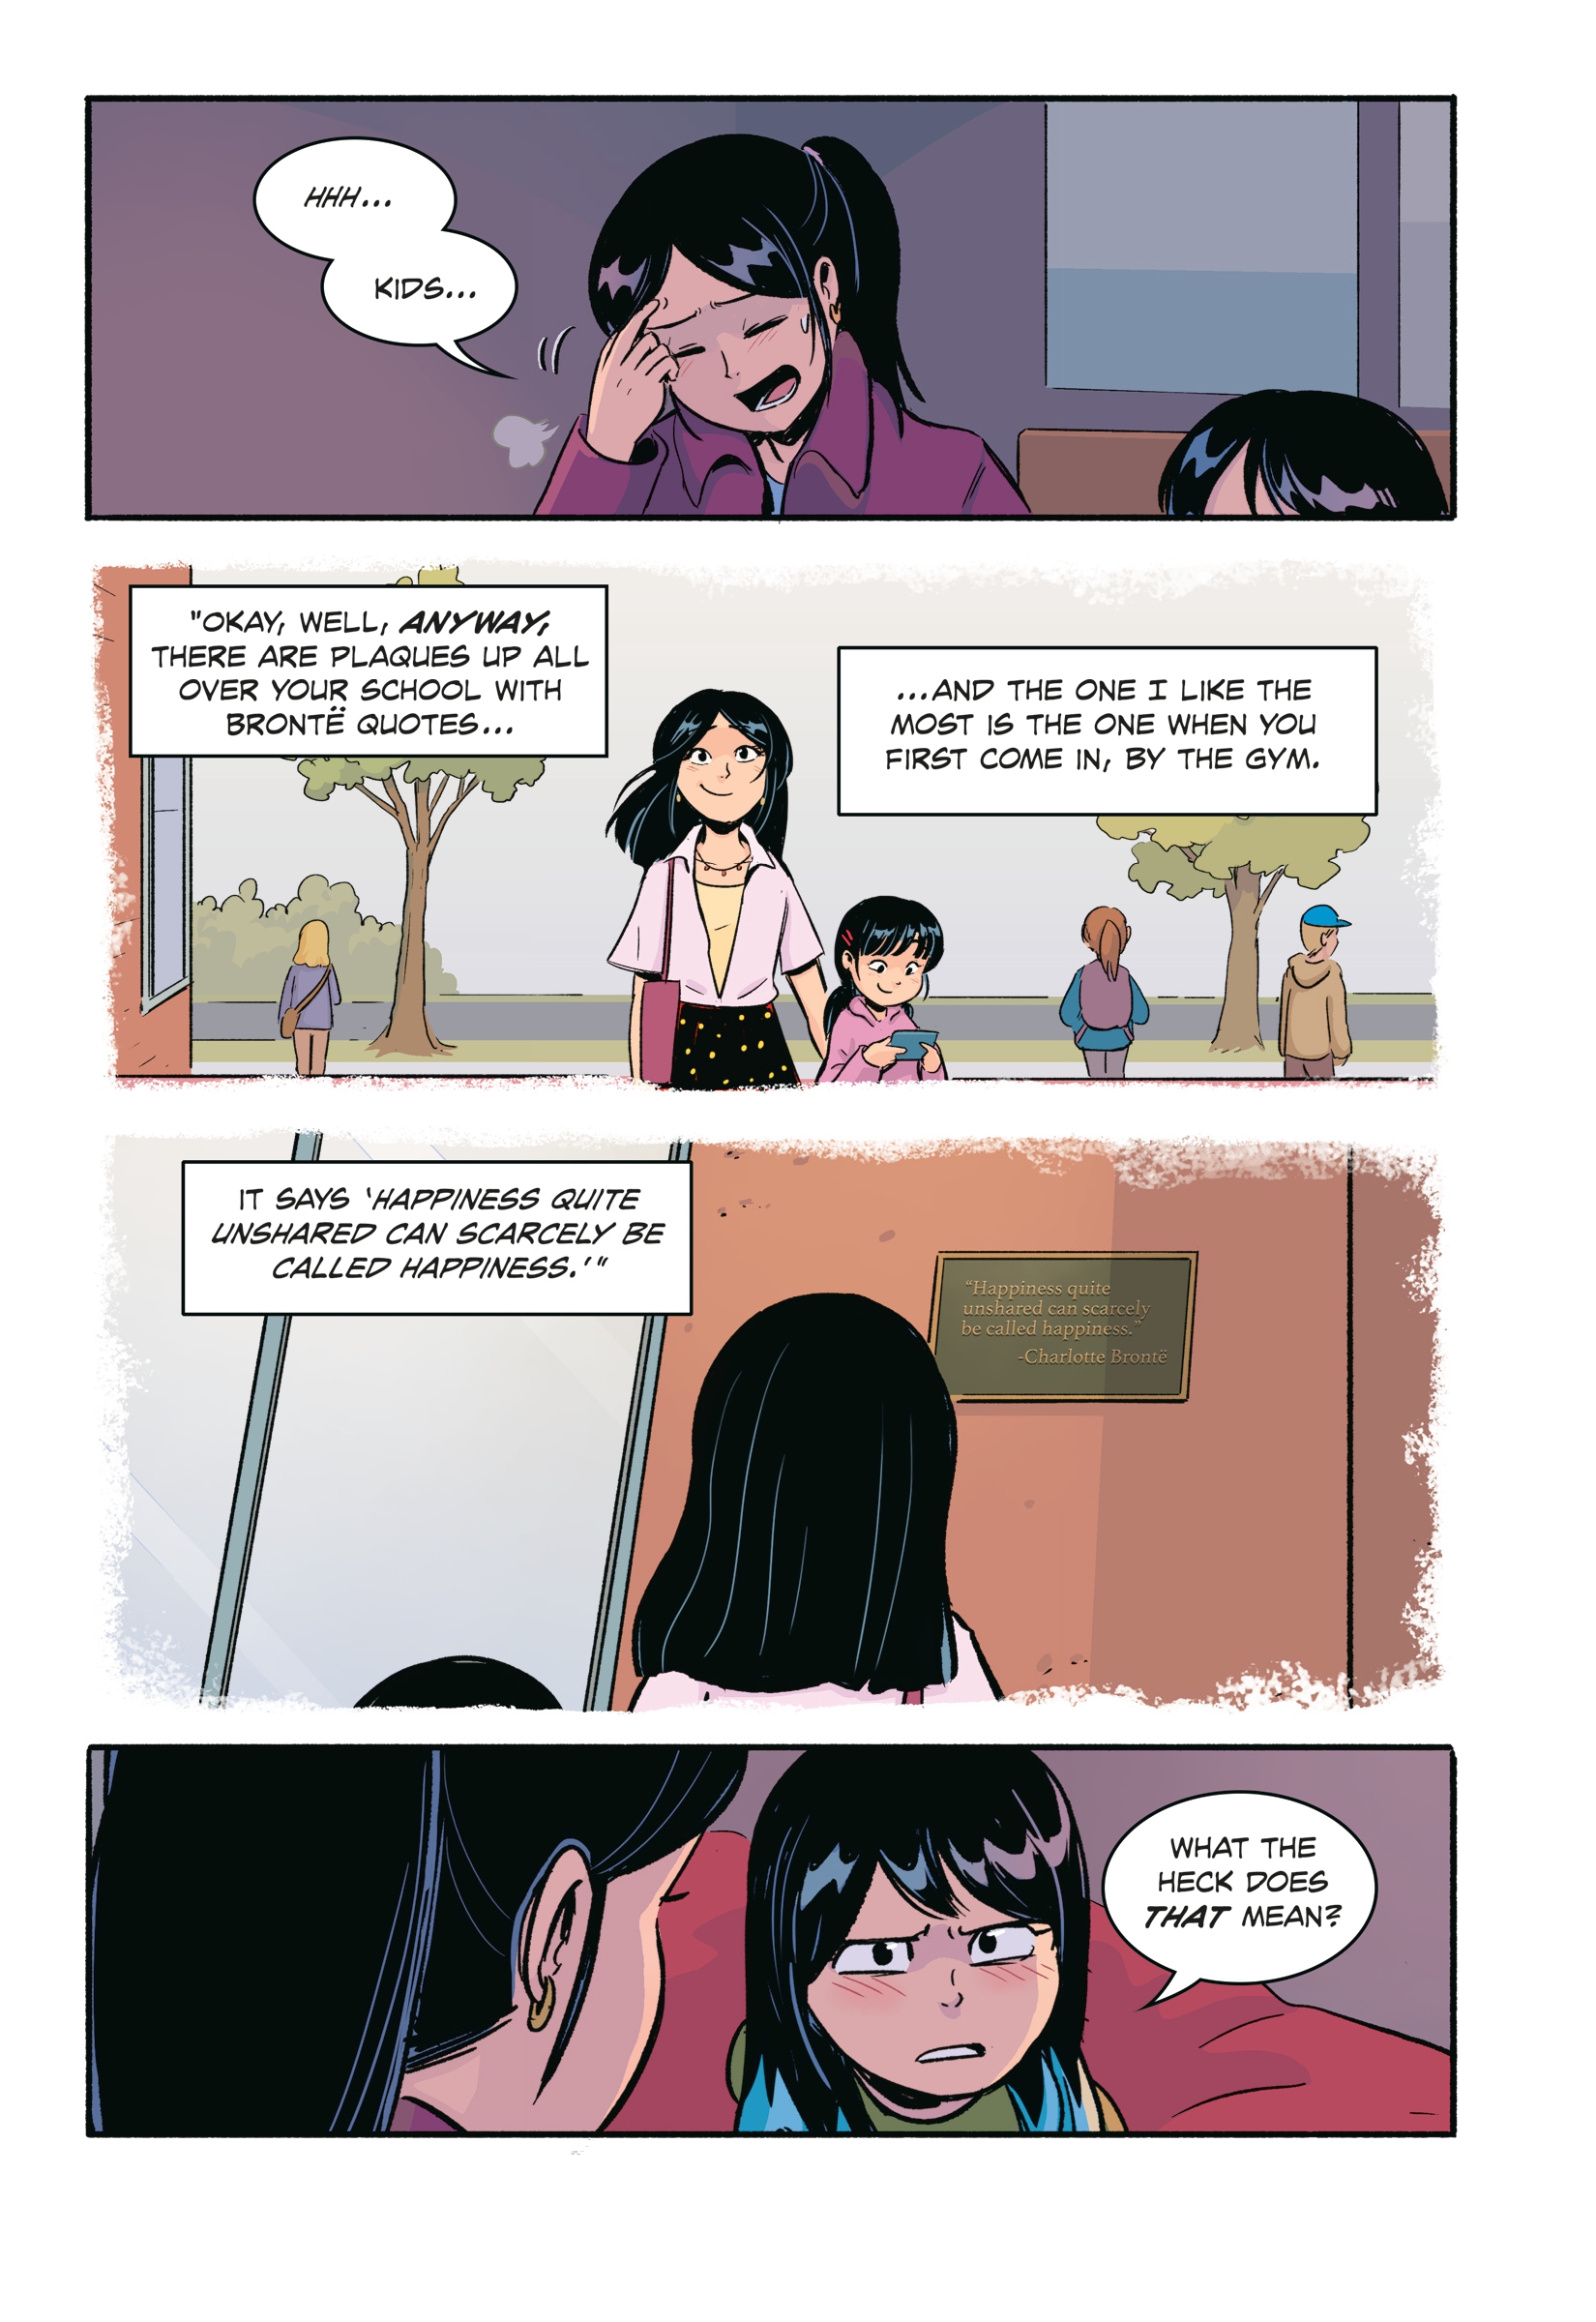 HHH...
KIDS...
"OKAY, WELL, ANYWAY,
THERE ARE PLAQUES UP ALL
OVER YOUR SCHOOL WITH
BRONTË QUOTES...
...AND THE ONE I LIKE THE
MOST IS THE ONE WHEN YOU
FIRST COME IN, BY THE GYM.
IT SAYS 'HAPPINESS QUITE
UNSHARED CAN SCARCELY BE
CALLED HAPPINESS.'"
"Happiness quite
unshared can scarcely
be called happiness."
-Charlotte Brontë
WHAT THE
HECK DOES
THAT MEAN?